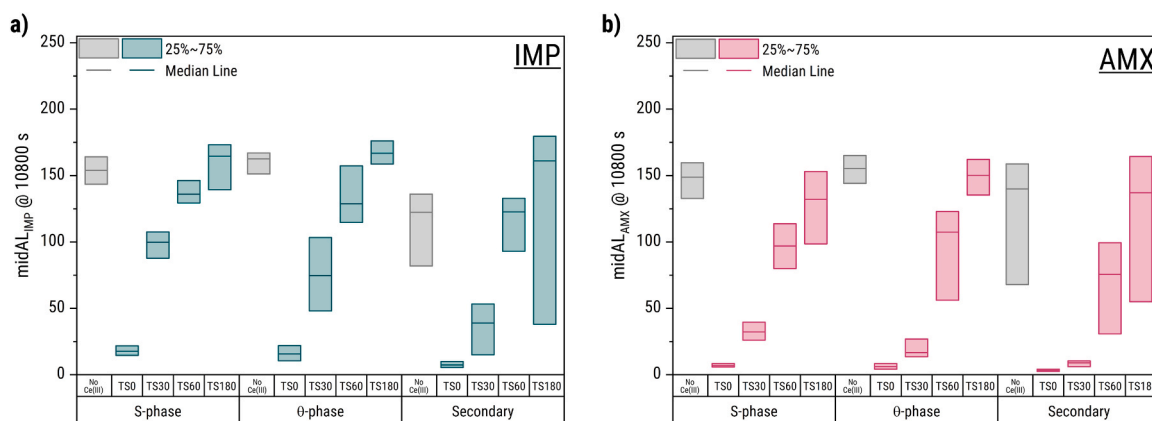 a)
IMP
25%~75%
Median Line
midAL_IMP @ 10800 s
250
200
150
100
50
0
No Ce(III) TS0 TS30 TS60 TS180 No Ce(III) TS0 TS30 TS60 TS180 No Ce(III) TS0 TS30 TS60 TS180
S-phase θ-phase Secondary
b)
AMX
25%~75%
Median Line
midAL_AMX @ 10800 s
250
200
150
100
50
0
No Ce(III) TS0 TS30 TS60 TS180 No Ce(III) TS0 TS30 TS60 TS180 No Ce(III) TS0 TS30 TS60 TS18
S-phase θ-phase Secondary